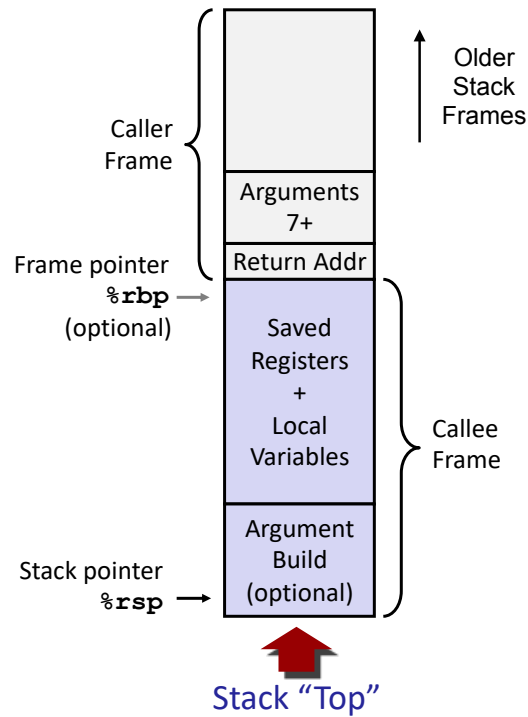 Older
Stack
Frames
Caller
Frame
Arguments
7+
Return Addr
Frame pointer
%rbp
(optional)
Saved
Registers
+
Local
Variables
Callee
Frame
Argument
Build
(optional)
Stack pointer
%rsp
Stack “Top”